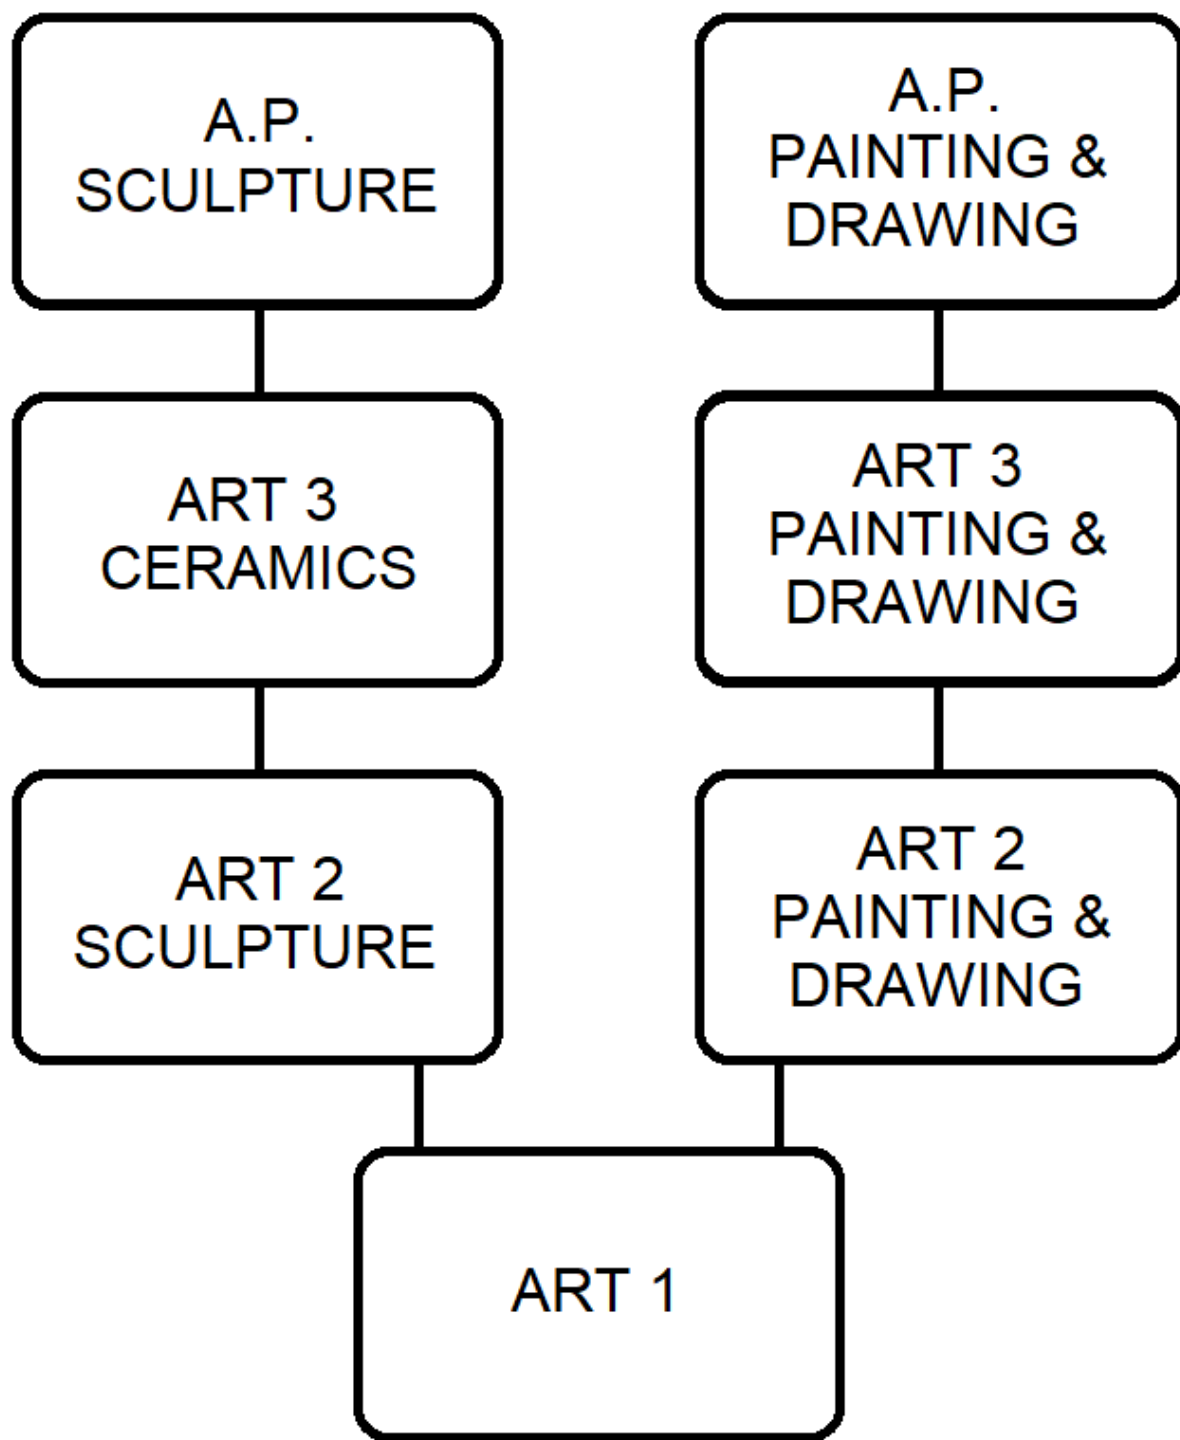 A.P.
SCULPTURE
A.P.
PAINTING &
DRAWING
ART 3
CERAMICS
ART 3
PAINTING &
DRAWING
ART 2
SCULPTURE
ART 2
PAINTING &
DRAWING
ART 1